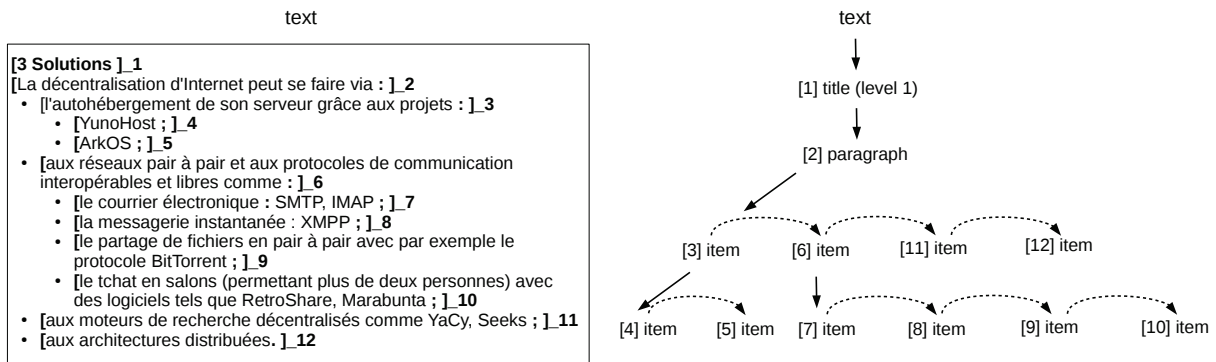 text
[3 Solutions ]_1
[La décentralisation d'Internet peut se faire via : ]_2
• [l'autohébergement de son serveur grâce aux projets : ]_3
• [YunoHost ; ]_4
• [ArkOS ; ]_5
• [aux réseaux pair à pair et aux protocoles de communication
interopérables et libres comme : ]_6
• [le courrier électronique : SMTP, IMAP ; ]_7
• [la messagerie instantanée : XMPP ; ]_8
• [le partage de fichiers en pair à pair avec par exemple le
protocole BitTorrent ; ]_9
• [le tchat en salons (permettant plus de deux personnes) avec
des logiciels tels que RetroShare, Marabunta ; ]_10
• [aux moteurs de recherche décentralisés comme YaCy, Seeks ; ]_11
• [aux architectures distribuées. ]_12
text
[1] title (level 1)
[2] paragraph
[3] item [6] item [11] item [12] item
[4] item [5] item [7] item [8] item [9] item [10] item